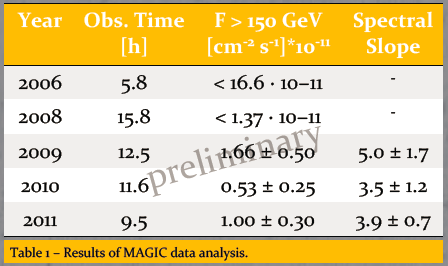 Year Obs. Time F > 150 GeV Spectral
[h] [cm⁻² s⁻¹]*10⁻¹¹ Slope
2006 5.8 < 16.6 · 10–11 -
2008 15.8 < 1.37 · 10–11 -
2009 12.5 1.66 ± 0.50 5.0 ± 1.7
preliminary
2010 11.6 0.53 ± 0.25 3.5 ± 1.2
2011 9.5 1.00 ± 0.30 3.9 ± 0.7
Table 1 – Results of MAGIC data analysis.